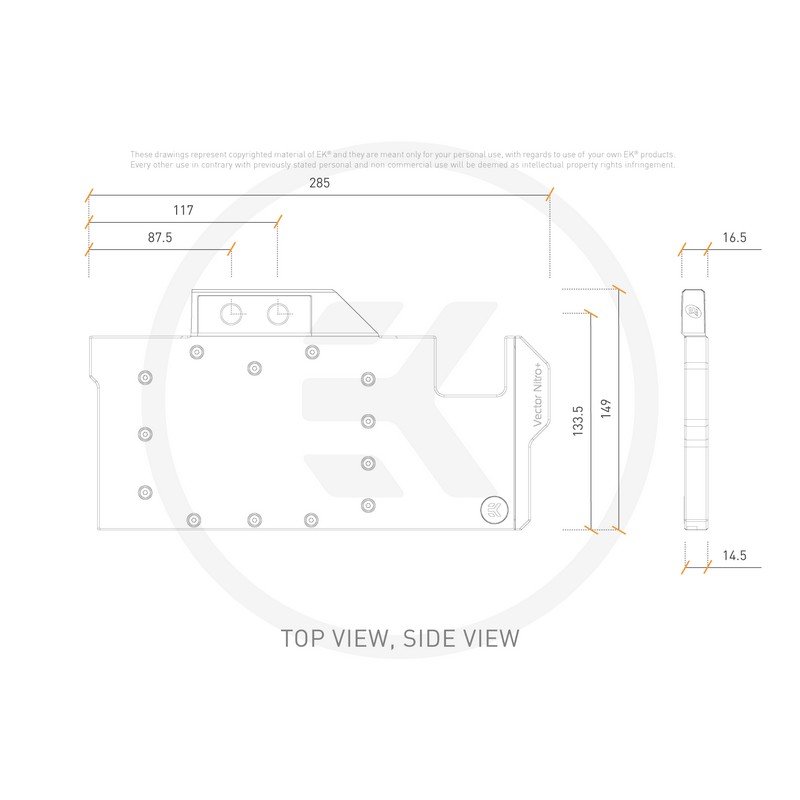 These drawings represent copyrighted material of EK® and they are meant only for your personal use, with regards to use of your own EK® products.
Every other use in contrary with previously stated personal and non commercial use will be deemed as intellectual property rights infringement.
285
117
87.5
16.5
Vector Nitro+
133.5
149
EK
14.5
TOP VIEW, SIDE VIEW